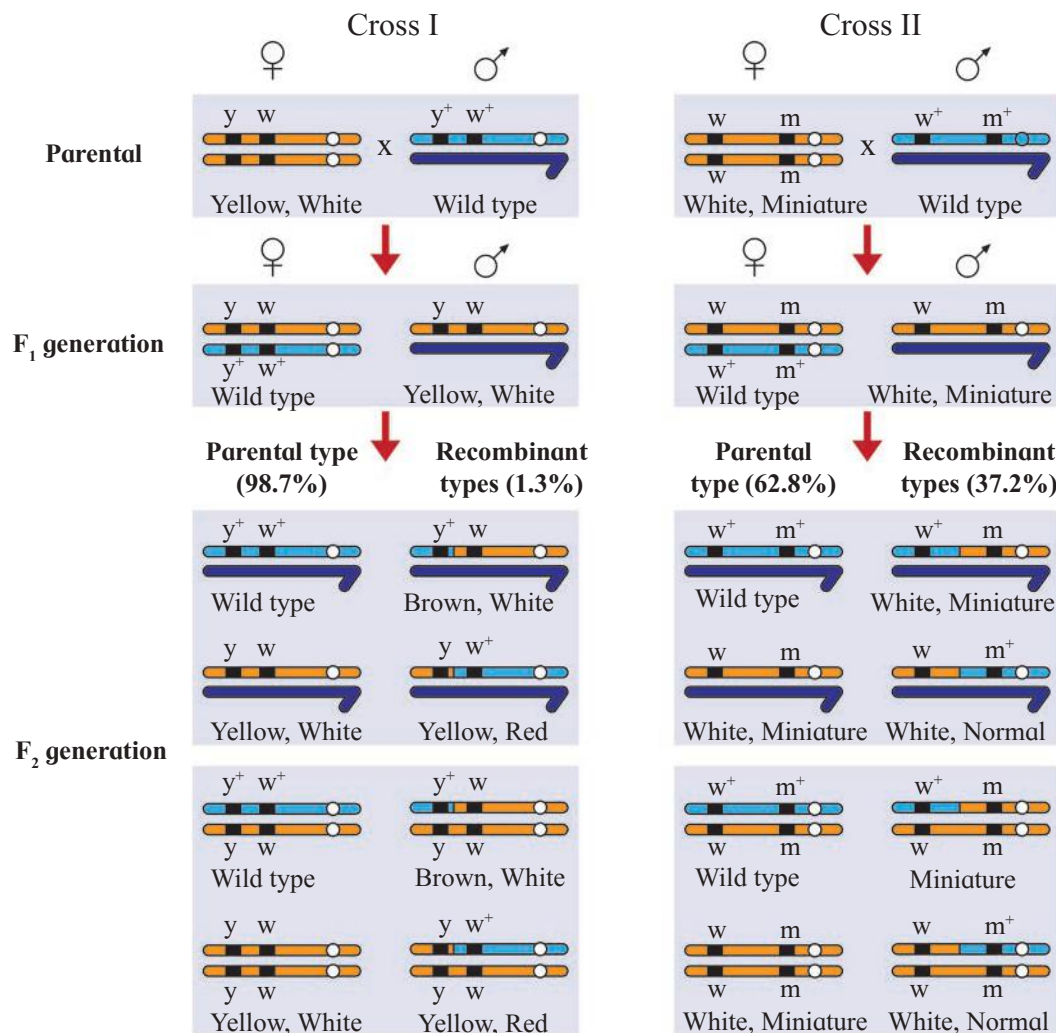 Cross I Cross II
♀ ♂ ♀ ♂
y w y+ w+ w m w+ m+
Parental x x
w m
Yellow, White Wild type White, Miniature Wild type
♀ ♂ ♀ ♂
y w y w w m w m
F1 generation
y+ w+ w+ m+
Wild type Yellow, White Wild type White, Miniature
Parental type Recombinant Parental Recombinant
(98.7%) types (1.3%) type (62.8%) types (37.2%)
y+ w+ y+ w w+ m+ w+ m
Wild type Brown, White Wild type White, Miniature
y w y w+ w m w m+
Yellow, White Yellow, Red White, Miniature White, Normal
F2 generation
y+ w+ y+ w w+ m+ w+ m
y w y w w m w m
Wild type Brown, White Wild type Miniature
y w y w+ w m w m+
y w y w w m w m
Yellow, White Yellow, Red White, Miniature White, Normal